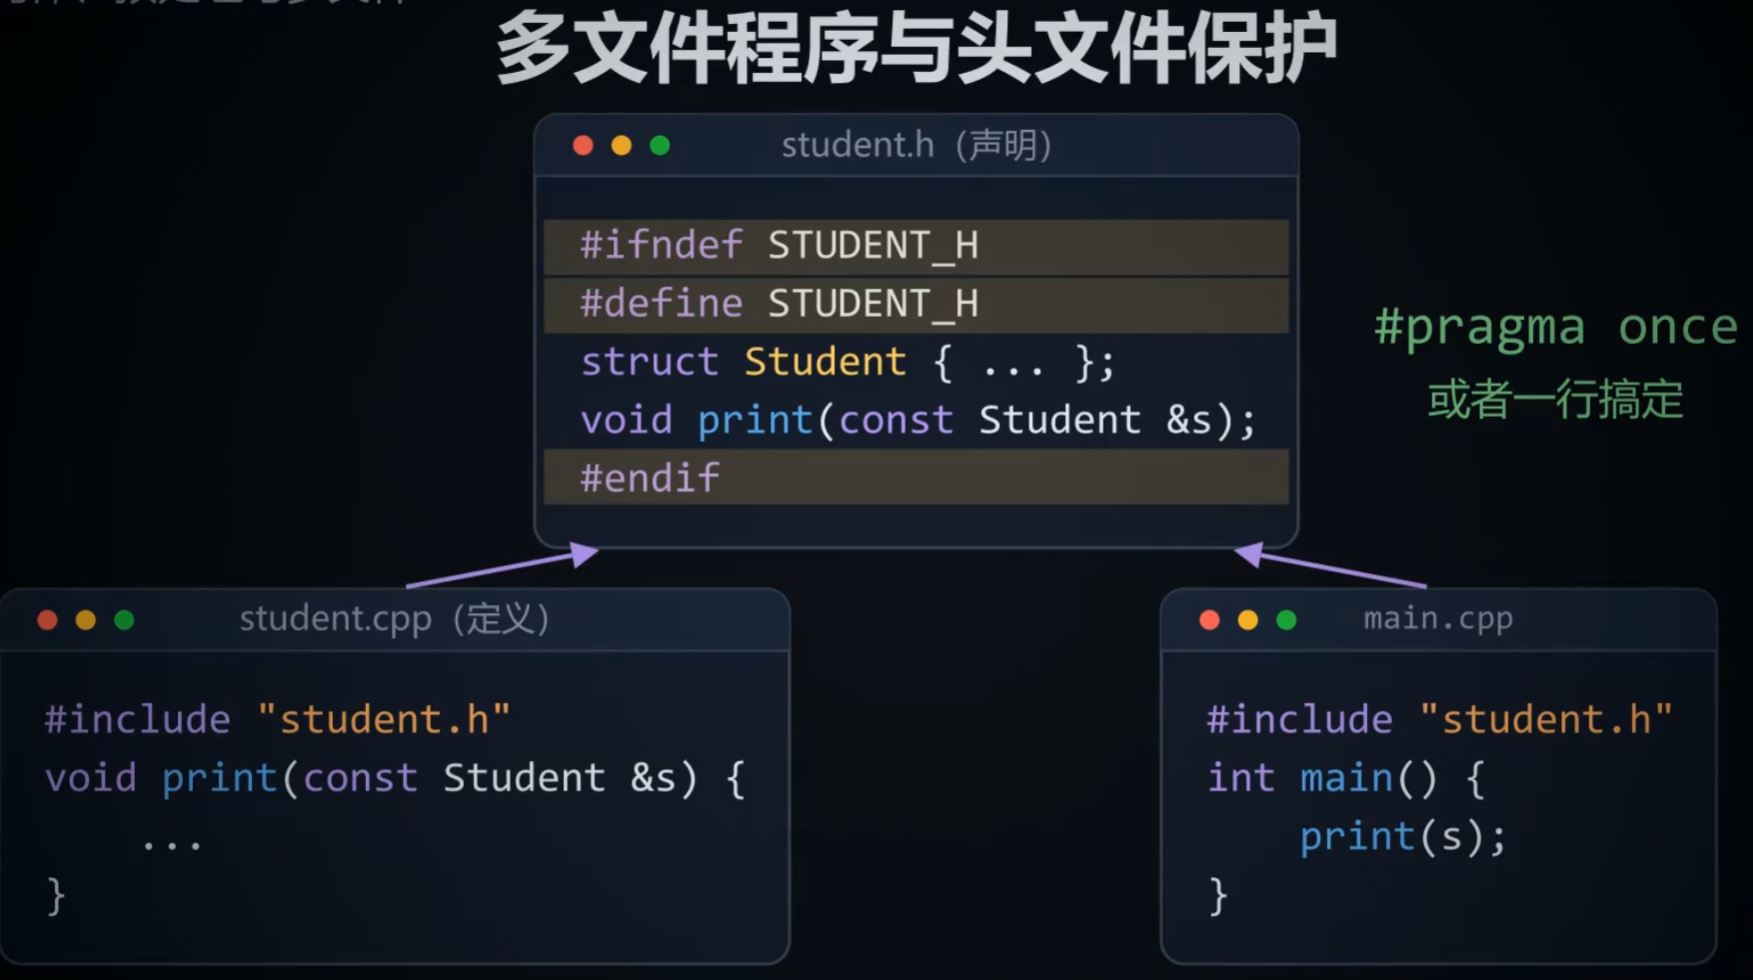 多文件程序与头文件保护
student.h (声明)
#ifndef STUDENT_H
#define STUDENT_H
struct Student { ... };
void print(const Student &s);
#endif
#pragma once
或者一行搞定
student.cpp (定义)
#include "student.h"
void print(const Student &s) {
    ...
}
main.cpp
#include "student.h"
int main() {
    print(s);
}